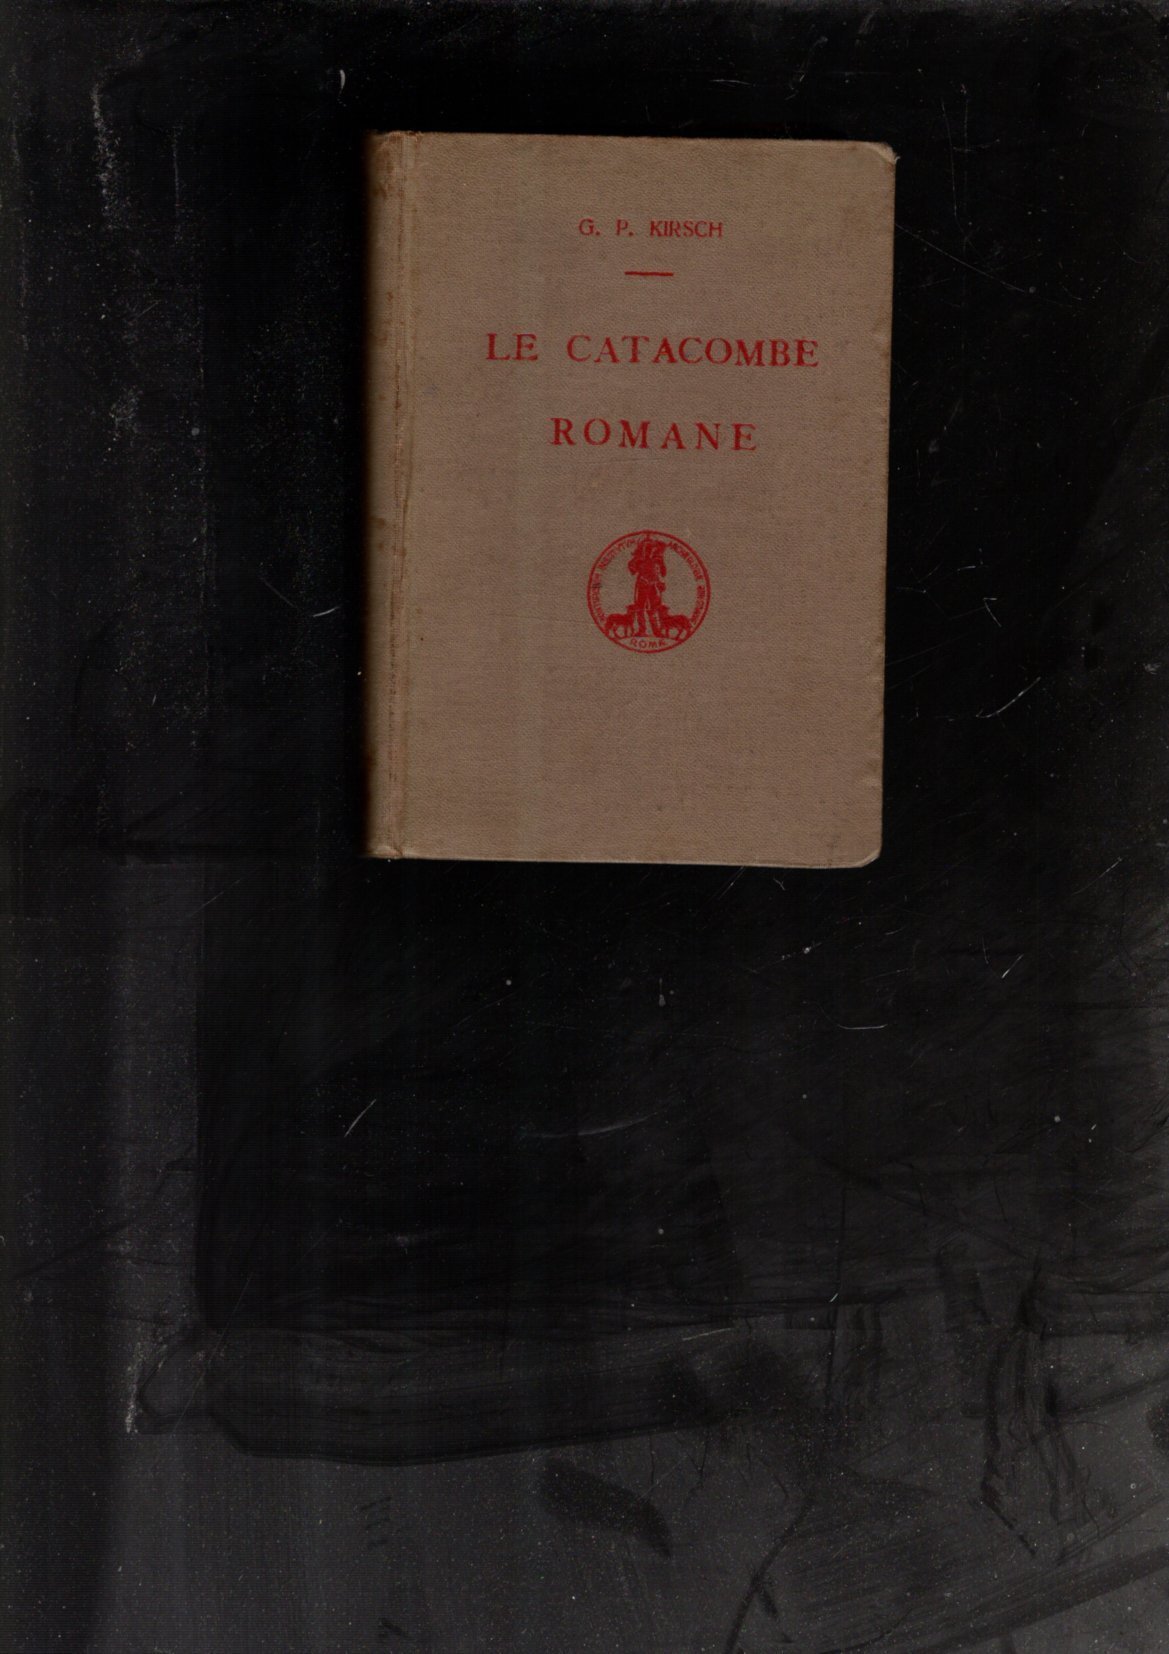 G. P. KIRSCH
LE CATACOMBE
ROMANE
ROMA